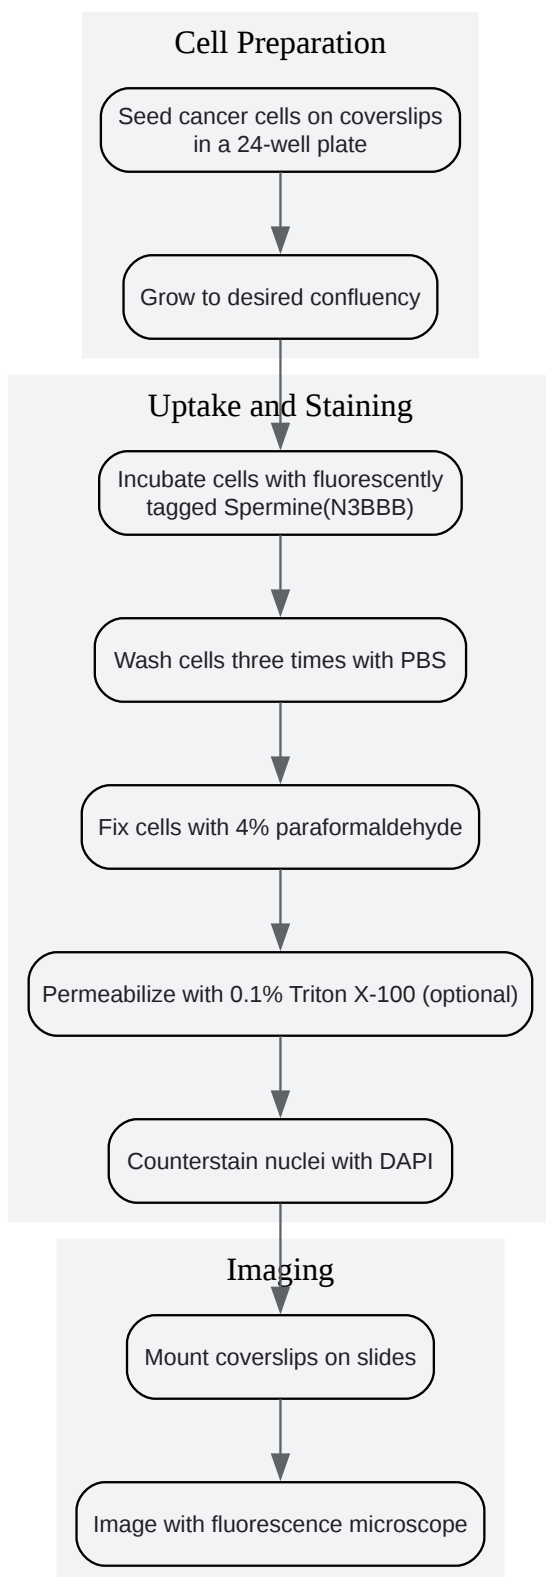 Cell Preparation
Seed cancer cells on coverslips
in a 24-well plate
Grow to desired confluency
Uptake and Staining
Incubate cells with fluorescently
tagged Spermine(N3BBB)
Wash cells three times with PBS
Fix cells with 4% paraformaldehyde
Permeabilize with 0.1% Triton X-100 (optional)
Counterstain nuclei with DAPI
Imaging
Mount coverslips on slides
Image with fluorescence microscope